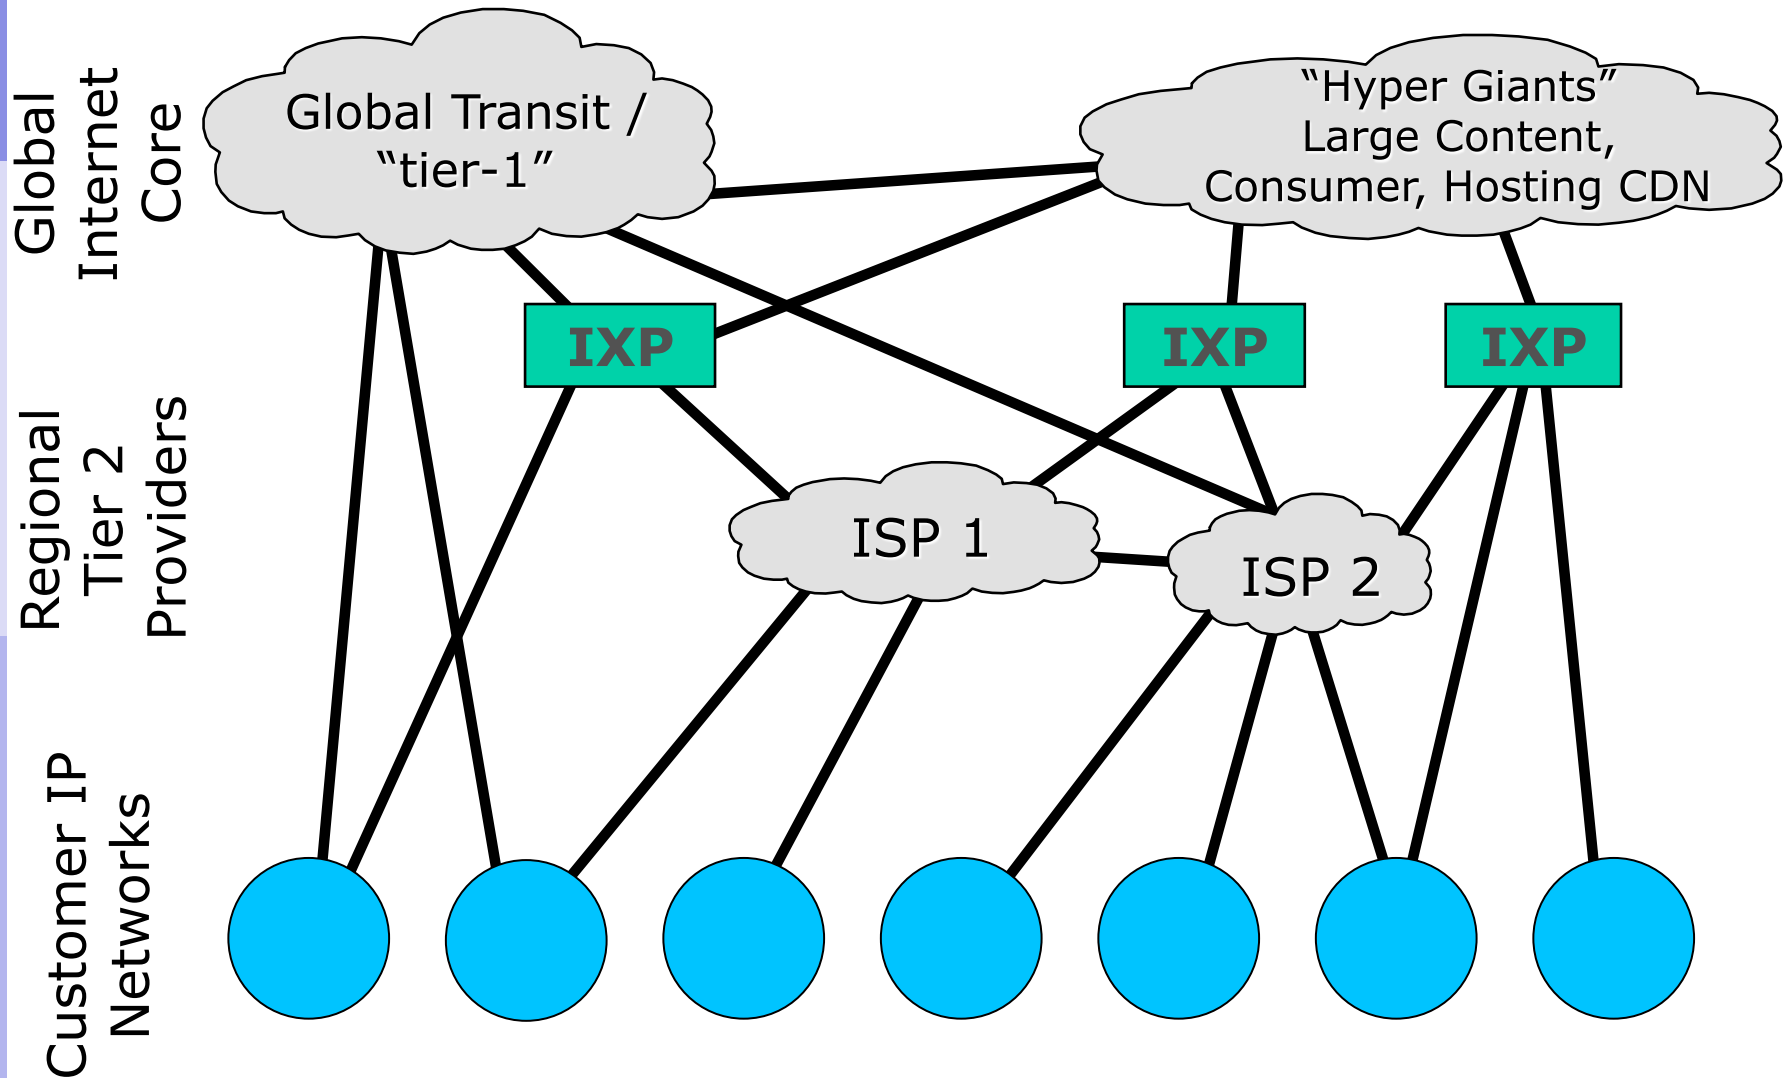 Global
Internet
Core
Global Transit /
“tier-1”
“Hyper Giants”
Large Content,
Consumer, Hosting CDN
IXP
IXP
IXP
Regional
Tier 2
Providers
ISP 1
ISP 2
Customer IP
Networks